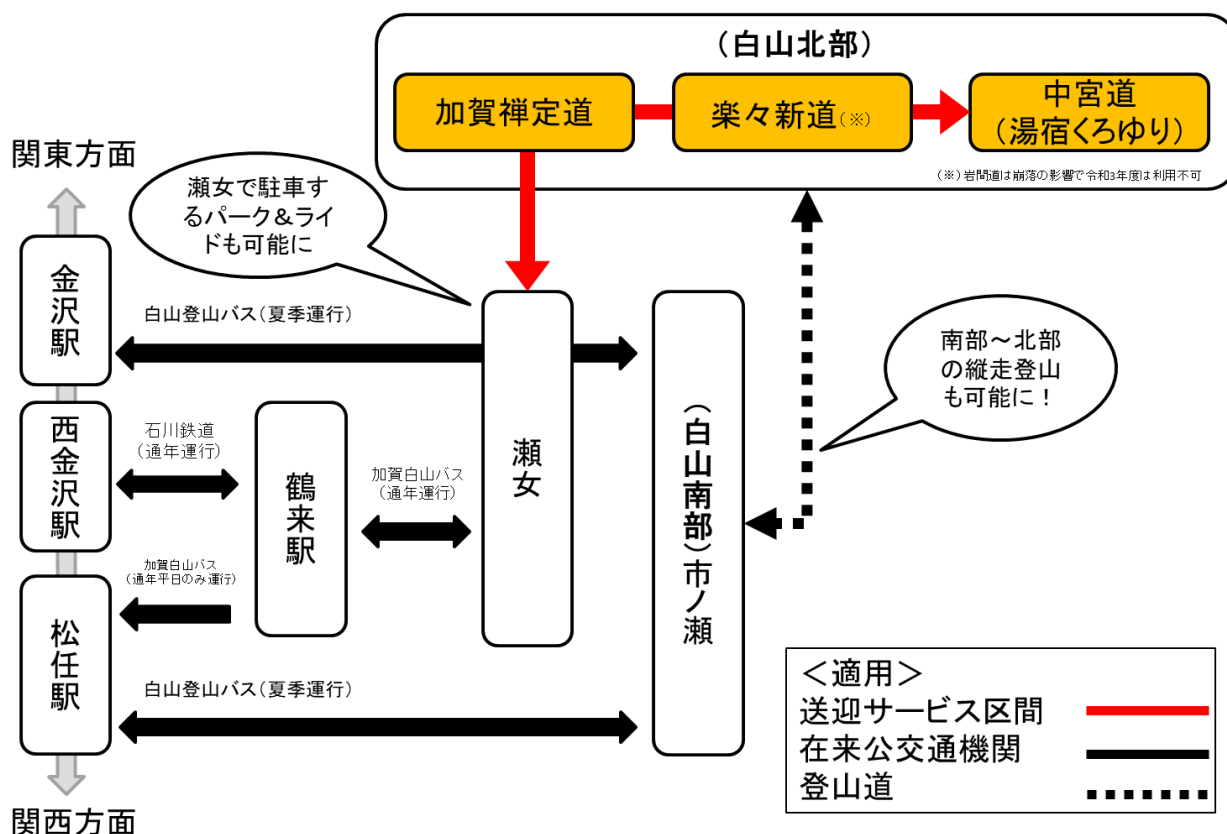 (白山北部)
加賀禅定道
楽々新道(※)
中宮道
(湯宿くろゆり)
(※)岩間道は崩落の影響で令和3年度は利用不可
関東方面
瀬女で駐車す
るパーク&ライ
ドも可能に
金沢駅
白山登山バス(夏季運行)
南部～北部
の縦走登山
も可能に！
西金沢駅
石川鉄道
(通年運行)
鶴来駅
加賀白山バス
(通年運行)
瀬女
(白山南部)市ノ瀬
加賀白山バス
(通年平日のみ運行)
松任駅
白山登山バス(夏季運行)
関西方面
＜適用＞
送迎サービス区間
在来公交通機関
登山道